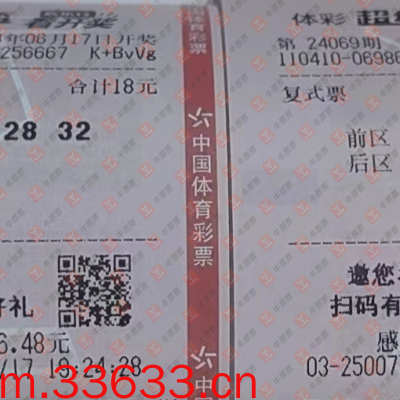 06月17日开奖
256667 K+BvVg
合计18元
28 32
好礼
6.48元
/17 19:24:28
中国体育彩票
中
体彩 超
第 24069期
110410-06986
复式票
前区
后区
邀您
扫码有
感
03-25007
m.33633.cn